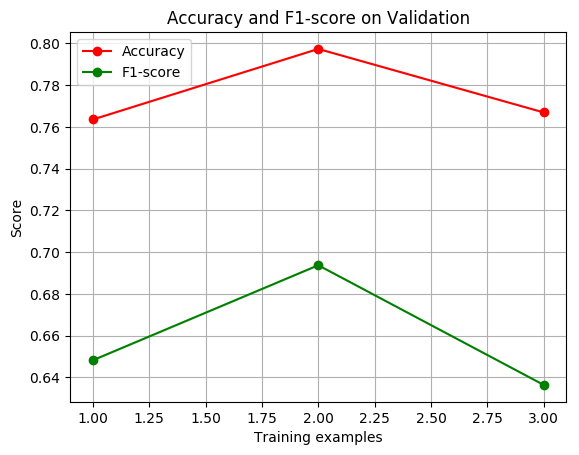 Accuracy and F1-score on Validation
Accuracy
F1-score
0.80
0.78
0.76
0.74
0.72
0.70
0.68
0.66
0.64
Score
1.00 1.25 1.50 1.75 2.00 2.25 2.50 2.75 3.00
Training examples